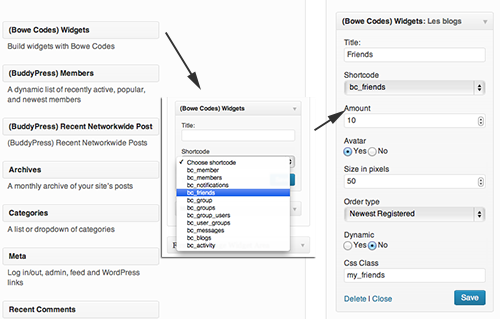 (Bowe Codes) Widgets
Build widgets with Bowe Codes
(BuddyPress) Members
A dynamic list of recently active, popular,
and newest members
(BuddyPress) Recent Networkwide Post
(BuddyPress) Recent Networkwide Posts
Archives
A monthly archive of your site's posts
Categories
A list or dropdown of categories
Meta
Log in/out, admin, feed and WordPress
links
Recent Comments
(Bowe Codes) Widgets
Title:
Shortcode
✓ Choose shortcode
bc_member
bc_members
bc_notifications
bc_friends
bc_group
bc_groups
bc_group_users
bc_user_groups
bc_messages
bc_blogs
bc_activity
(Bowe Codes) Widgets: Les blogs
Title:
Friends
Shortcode
bc_friends
Amount
10
Avatar
Yes No
Size in pixels
50
Order type
Newest Registered
Dynamic
Yes No
Css Class
my_friends
Delete | Close
Save